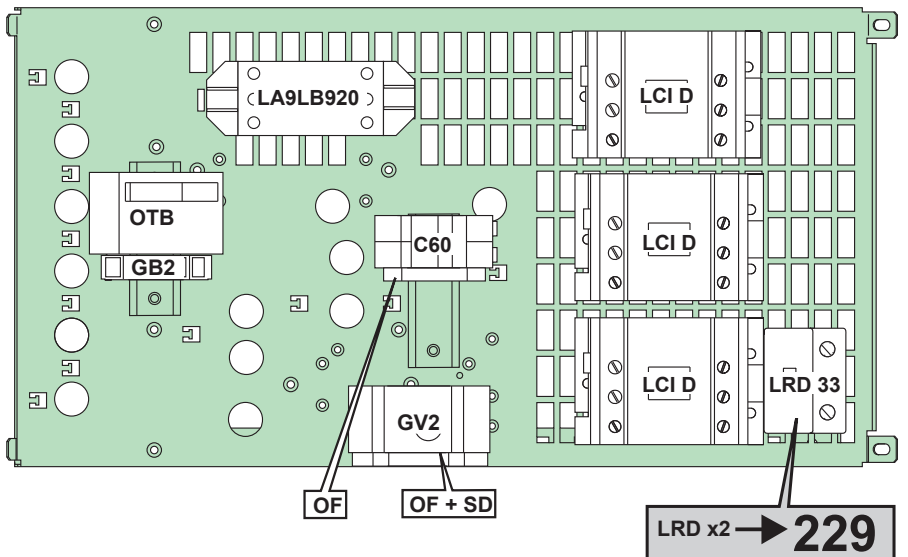 LA9LB920
LCI D
OTB
GB2
C60
LCI D
LCI D
LRD 33
GV2
OF
OF + SD
LRD x2 229